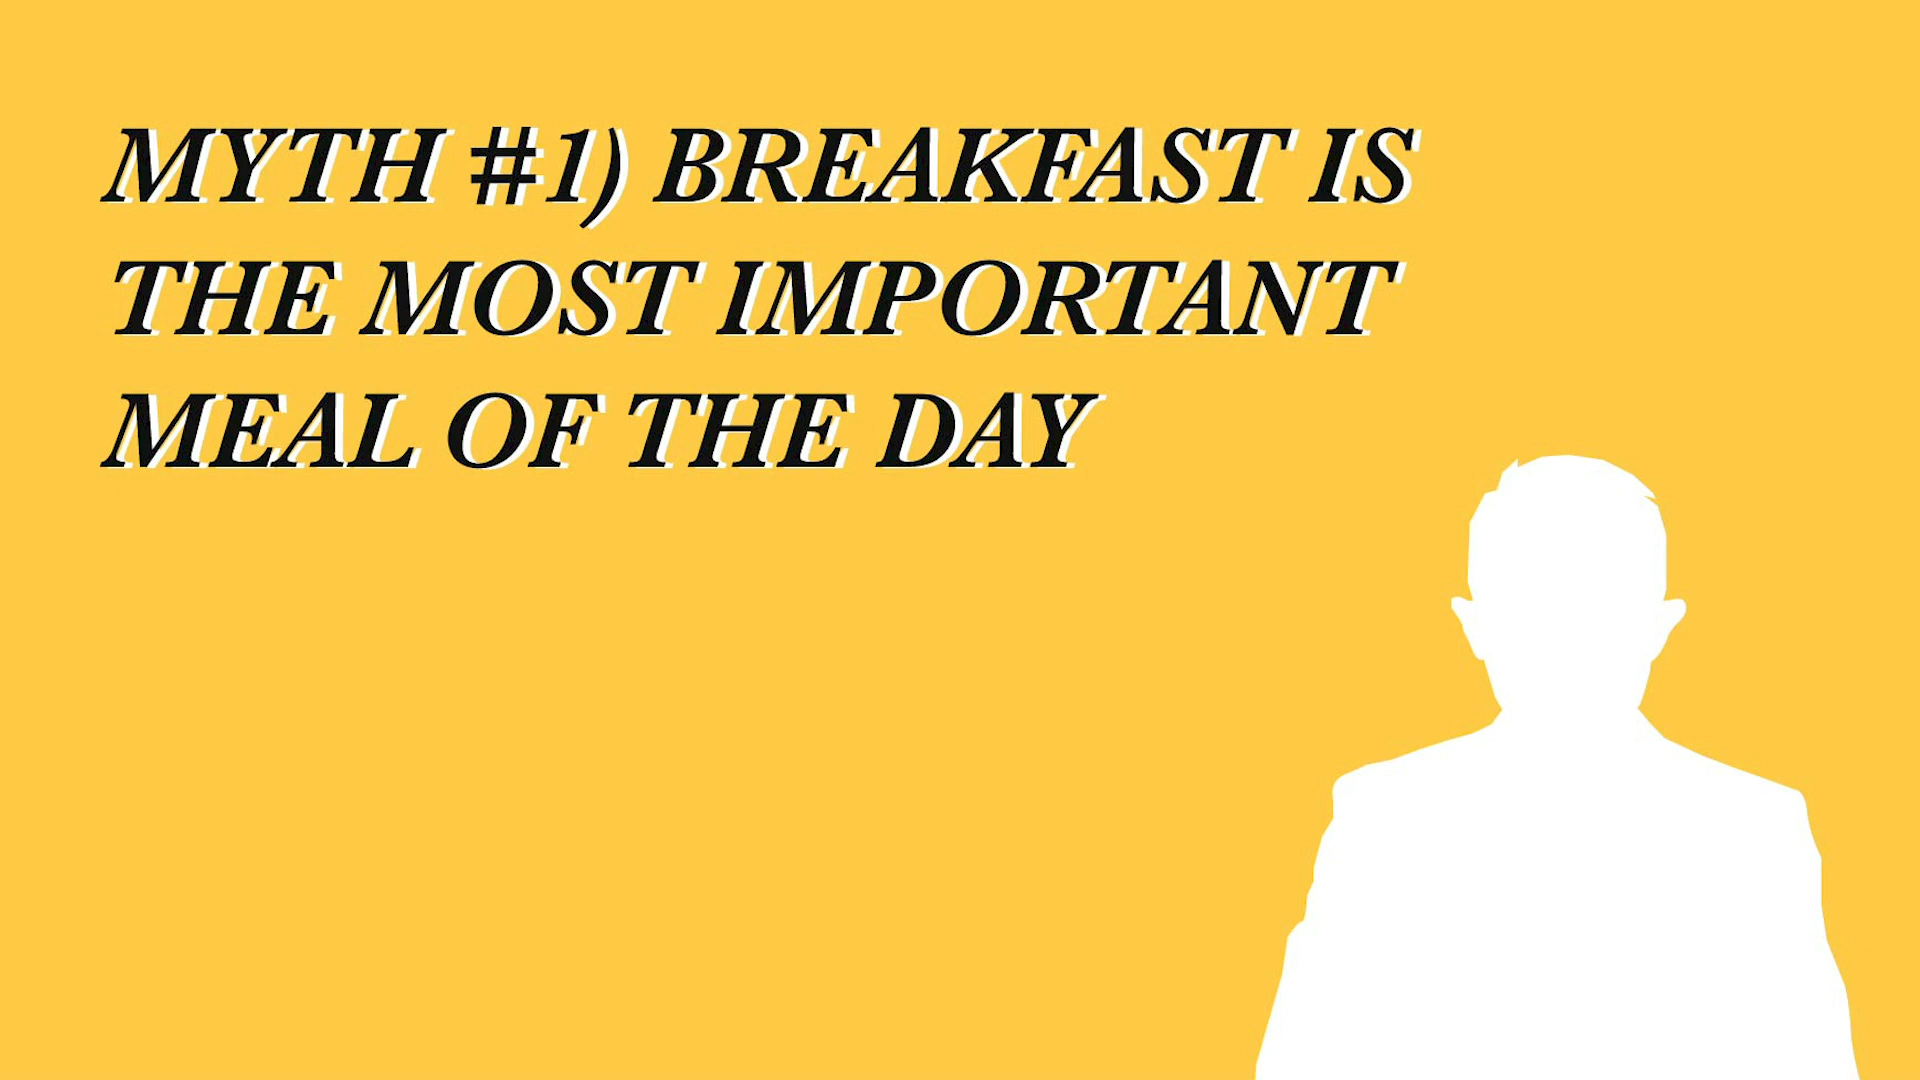 MYTH #1) BREAKFAST IS
THE MOST IMPORTANT
MEAL OF THE DAY